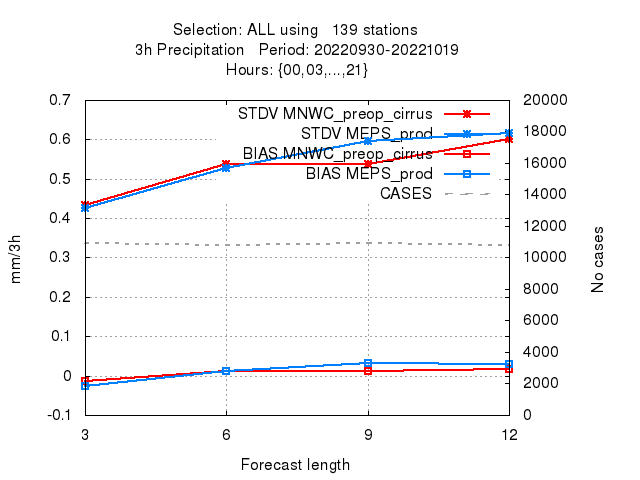 Selection: ALL using   139 stations
3h Precipitation   Period: 20220930-20221019
Hours: {00,03,...,21}
0.7
0.6
0.5
0.4
0.3
0.2
0.1
0
-0.1
mm/3h
STDV MNWC_preop_cirrus
STDV MEPS_prod
BIAS MNWC_preop_cirrus
BIAS MEPS_prod
CASES
20000
18000
16000
14000
12000
10000
8000
6000
4000
2000
0
No cases
3 6 9 12
Forecast length